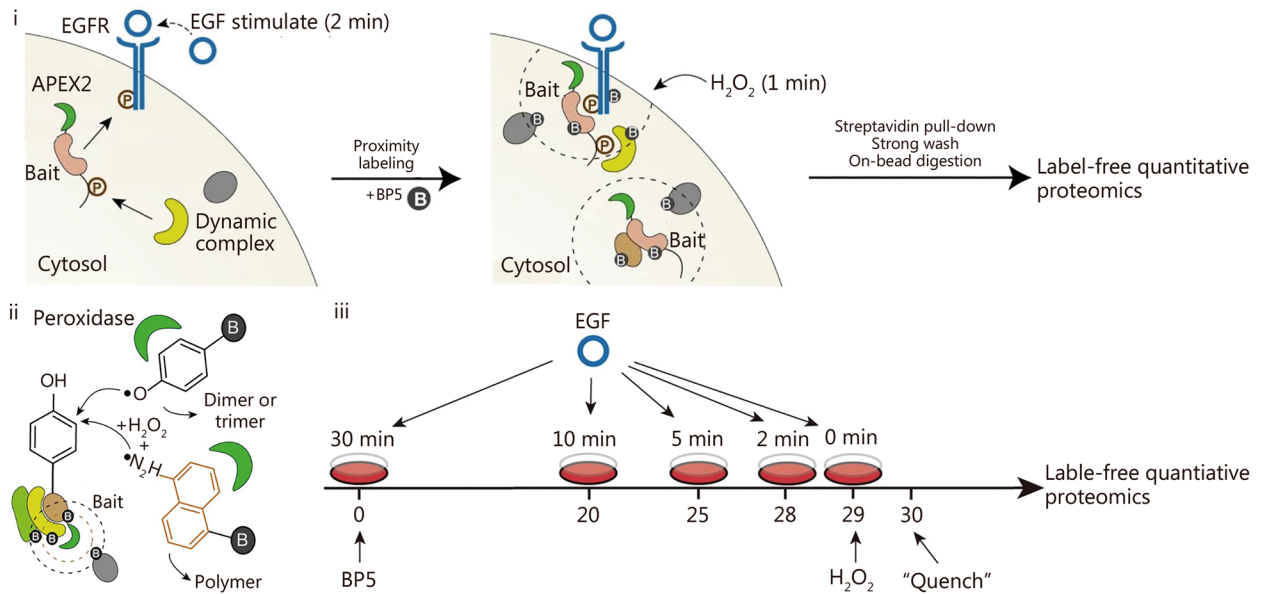 i
EGFR
EGF stimulate (2 min)
APEX2
P
Bait
P
Dynamic
complex
Cytosol
Proximity
labeling
+BP5 B
Bait
P
B
B
B
B
P
H₂O₂ (1 min)
B
Bait
B
B
Cytosol
Streptavidin pull-down
Strong wash
On-bead digestion
Label-free quantitative
proteomics
ii
Peroxidase
B
OH
•O
Dimer or
trimer
+H₂O₂
+
•N₂H
Bait
B
B
B
B
B
Polymer
iii
EGF
30 min
10 min
5 min
2 min
0 min
0
20
25
28
29
30
BP5
H₂O₂
“Quench”
Lable-free quantiative
proteomics